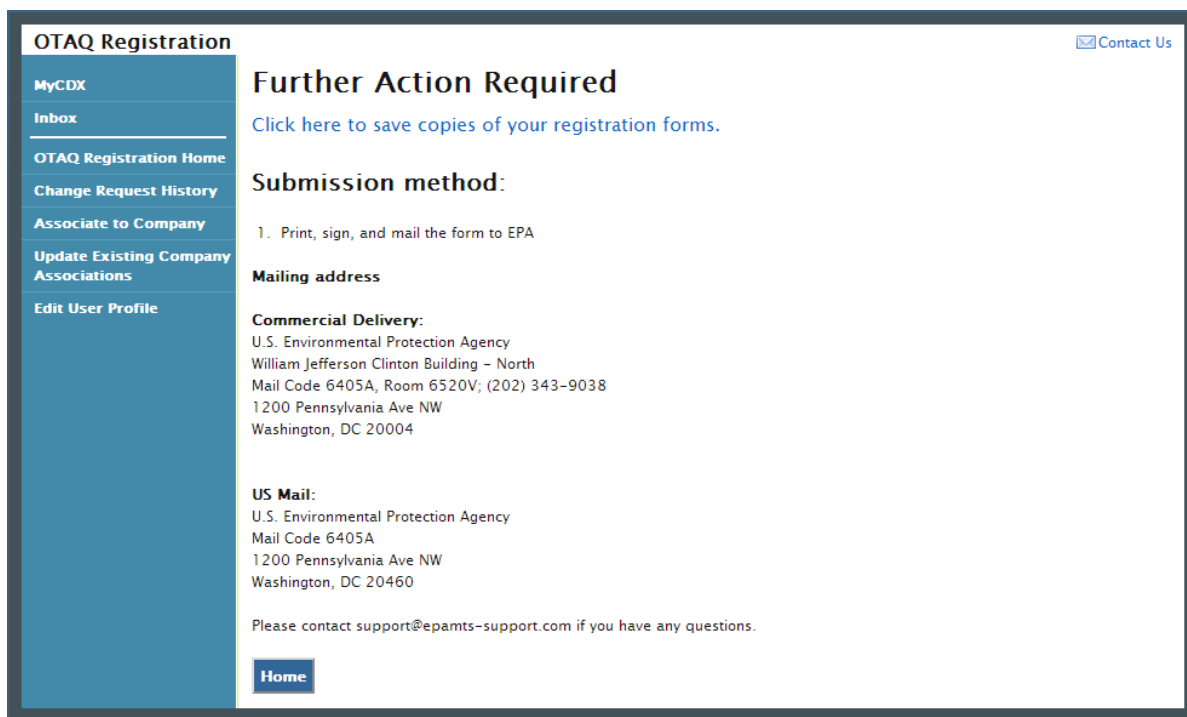 OTAQ Registration
Contact Us
MyCDX
Inbox
OTAQ Registration Home
Change Request History
Associate to Company
Update Existing Company
Associations
Edit User Profile
Further Action Required
Click here to save copies of your registration forms.
Submission method:
1. Print, sign, and mail the form to EPA
Mailing address
Commercial Delivery:
U.S. Environmental Protection Agency
William Jefferson Clinton Building – North
Mail Code 6405A, Room 6520V; (202) 343-9038
1200 Pennsylvania Ave NW
Washington, DC 20004
US Mail:
U.S. Environmental Protection Agency
Mail Code 6405A
1200 Pennsylvania Ave NW
Washington, DC 20460
Please contact support@epamts-support.com if you have any questions.
Home